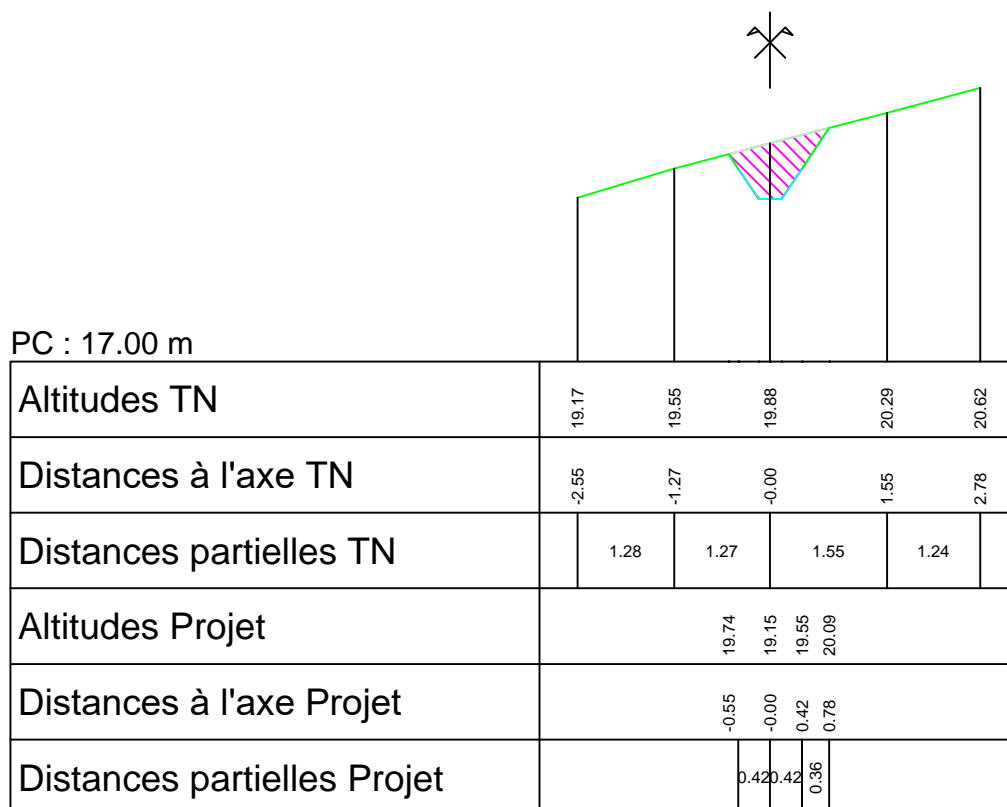 PC : 17.00 m
Altitudes TN 19.17 19.55 19.88 20.29 20.62
Distances à l'axe TN -2.55 -1.27 -0.00 1.55 2.78
Distances partielles TN 1.28 1.27 1.55 1.24
Altitudes Projet 19.74 19.15 19.55 20.09
Distances à l'axe Projet -0.55 -0.00 0.42 0.78
Distances partielles Projet 0.42 0.42 0.36